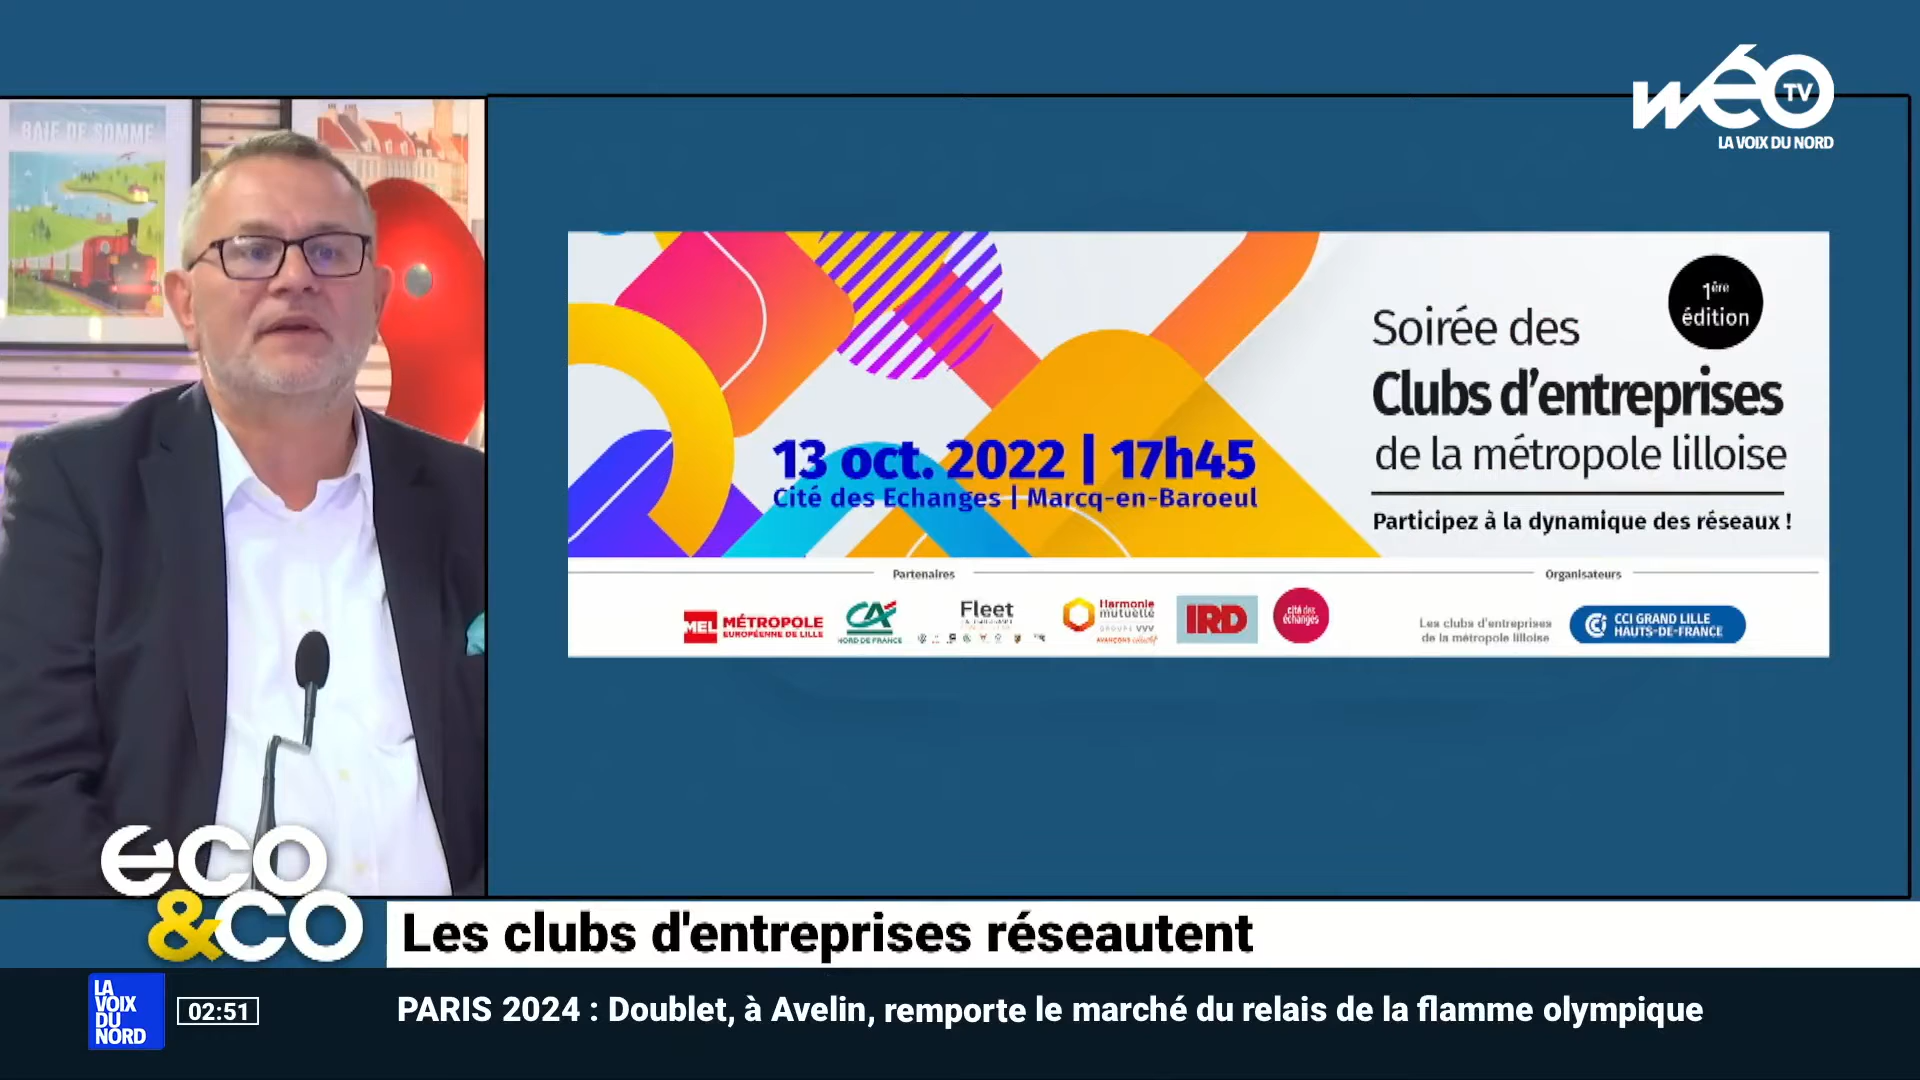 wéo TV
LA VOIX DU NORD
BAIE DE SOMME
1ère
édition
Soirée des
Clubs d'entreprises
de la métropole lilloise
Participez à la dynamique des réseaux !
13 oct. 2022 | 17h45
Cité des Echanges | Marcq-en-Baroeul
Partenaires
Organisateurs
MEL MÉTROPOLE
EUROPÉENNE DE LILLE
CA
NORD DE FRANCE
Fleet
Harmonie
mutuelle
GROUPE VYV
AVANÇONS collectif
IRD
cité des
échanges
Les clubs d'entreprises
de la métropole lilloise
CCI GRAND LILLE
HAUTS-DE-FRANCE
éco
&co
Les clubs d'entreprises réseautent
LA
VOIX
DU
NORD
02:51
PARIS 2024 : Doublet, à Avelin, remporte le marché du relais de la flamme olympique